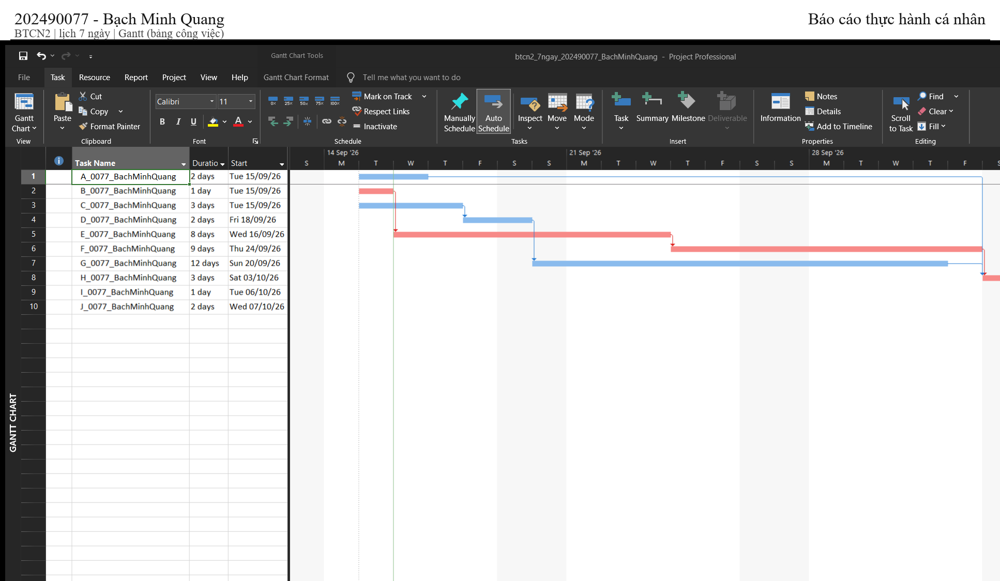 202490077 - Bạch Minh Quang
Báo cáo thực hành cá nhân
BTCN2 | lịch 7 ngày | Gantt (bảng công việc)
Gantt Chart Tools
btcn2_7ngay_202490077_BachMinhQuang - Project Professional
File Task Resource Report Project View Help Gantt Chart Format Tell me what you want to do
Gantt Chart
View
Paste
Cut
Copy
Format Painter
Clipboard
Calibri 11
B I U A
Font
0% 25% 50% 75% 100%
Mark on Track
Respect Links
Inactivate
Schedule
Manually Schedule
Auto Schedule
Inspect
Move
Mode
Tasks
Task
Summary
Milestone
Deliverable
Insert
Information
Notes
Details
Add to Timeline
Properties
Scroll to Task
Find
Clear
Fill
Editing
Task Name Duratio Start
14 Sep '26 21 Sep '26 28 Sep '26
S M T W T F S S M T W T F S S M T W T F S
1 A_0077_BachMinhQuang 2 days Tue 15/09/26
2 B_0077_BachMinhQuang 1 day Tue 15/09/26
3 C_0077_BachMinhQuang 3 days Tue 15/09/26
4 D_0077_BachMinhQuang 2 days Fri 18/09/26
5 E_0077_BachMinhQuang 8 days Wed 16/09/26
6 F_0077_BachMinhQuang 9 days Thu 24/09/26
7 G_0077_BachMinhQuang 12 days Sun 20/09/26
8 H_0077_BachMinhQuang 3 days Sat 03/10/26
9 I_0077_BachMinhQuang 1 day Tue 06/10/26
10 J_0077_BachMinhQuang 2 days Wed 07/10/26
GANTT CHART